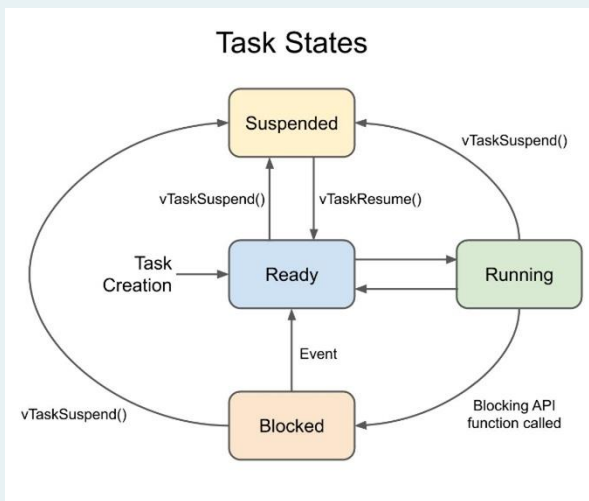 Task States
Suspended
vTaskSuspend()
vTaskSuspend()
vTaskResume()
Task
Creation
Ready
Running
Event
vTaskSuspend()
Blocked
Blocking API
function called